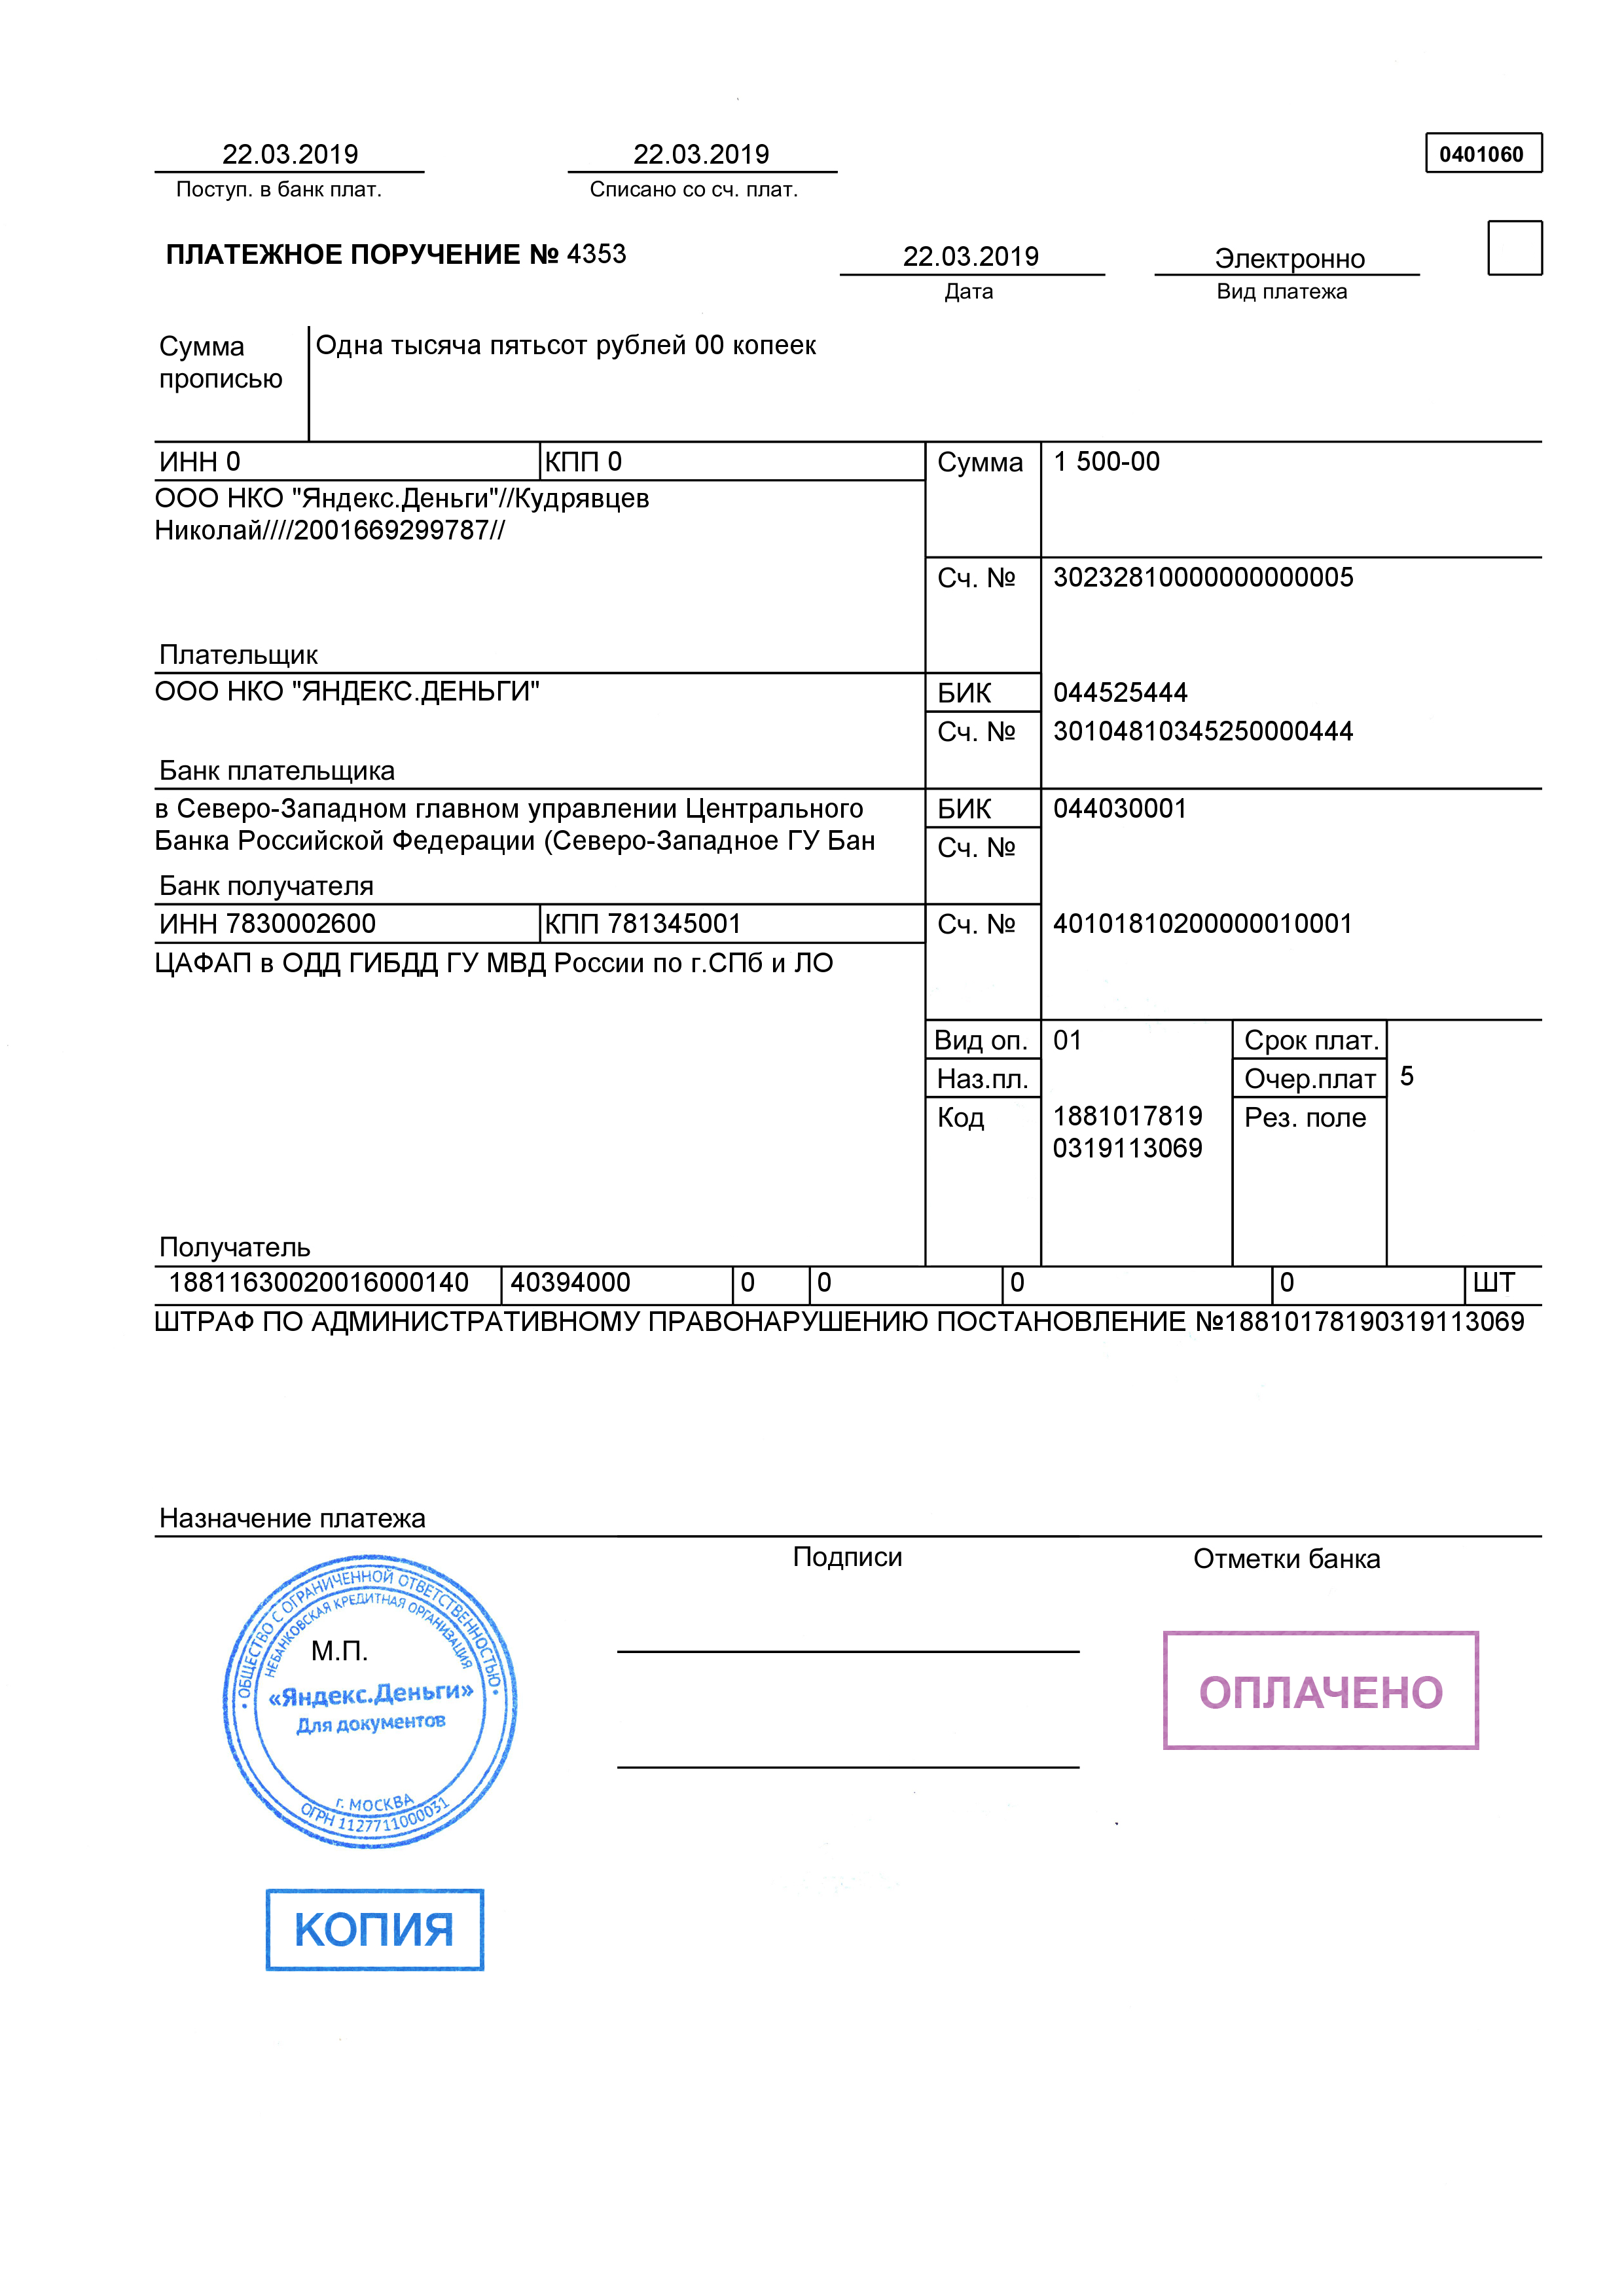 22.03.2019 22.03.2019 0401060
Поступ. в банк плат. Списано со сч. плат.
ПЛАТЕЖНОЕ ПОРУЧЕНИЕ № 4353 22.03.2019 Электронно
Дата Вид платежа
Сумма прописью
Одна тысяча пятьсот рублей 00 копеек
ИНН 0 КПП 0 Сумма 1 500-00
ООО НКО "Яндекс.Деньги"//Кудрявцев
Николай////2001669299787//
Сч. № 30232810000000000005
Плательщик
ООО НКО "ЯНДЕКС.ДЕНЬГИ" БИК 044525444
Сч. № 30104810345250000444
Банк плательщика
в Северо-Западном главном управлении Центрального БИК 044030001
Банка Российской Федерации (Северо-Западное ГУ Бан Сч. №
Банк получателя
ИНН 7830002600 КПП 781345001 Сч. № 40101810200000010001
ЦАФАП в ОДД ГИБДД ГУ МВД России по г.СПб и ЛО
Вид оп. 01 Срок плат.
Наз.пл. Очер.плат 5
Код 1881017819 Рез. поле
0319113069
Получатель
18811630020016000140 40394000 0 0 0 0 ШТ
ШТРАФ ПО АДМИНИСТРАТИВНОМУ ПРАВОНАРУШЕНИЮ ПОСТАНОВЛЕНИЕ №18810178190319113069
Назначение платежа
Подписи Отметки банка
• ОБЩЕСТВО С ОГРАНИЧЕННОЙ ОТВЕТСТВЕННОСТЬЮ •
НЕБАНКОВСКАЯ КРЕДИТНАЯ ОРГАНИЗАЦИЯ
М.П.
«Яндекс.Деньги»
Для документов
г. МОСКВА
ОГРН 1127711000031
ОПЛАЧЕНО
КОПИЯ